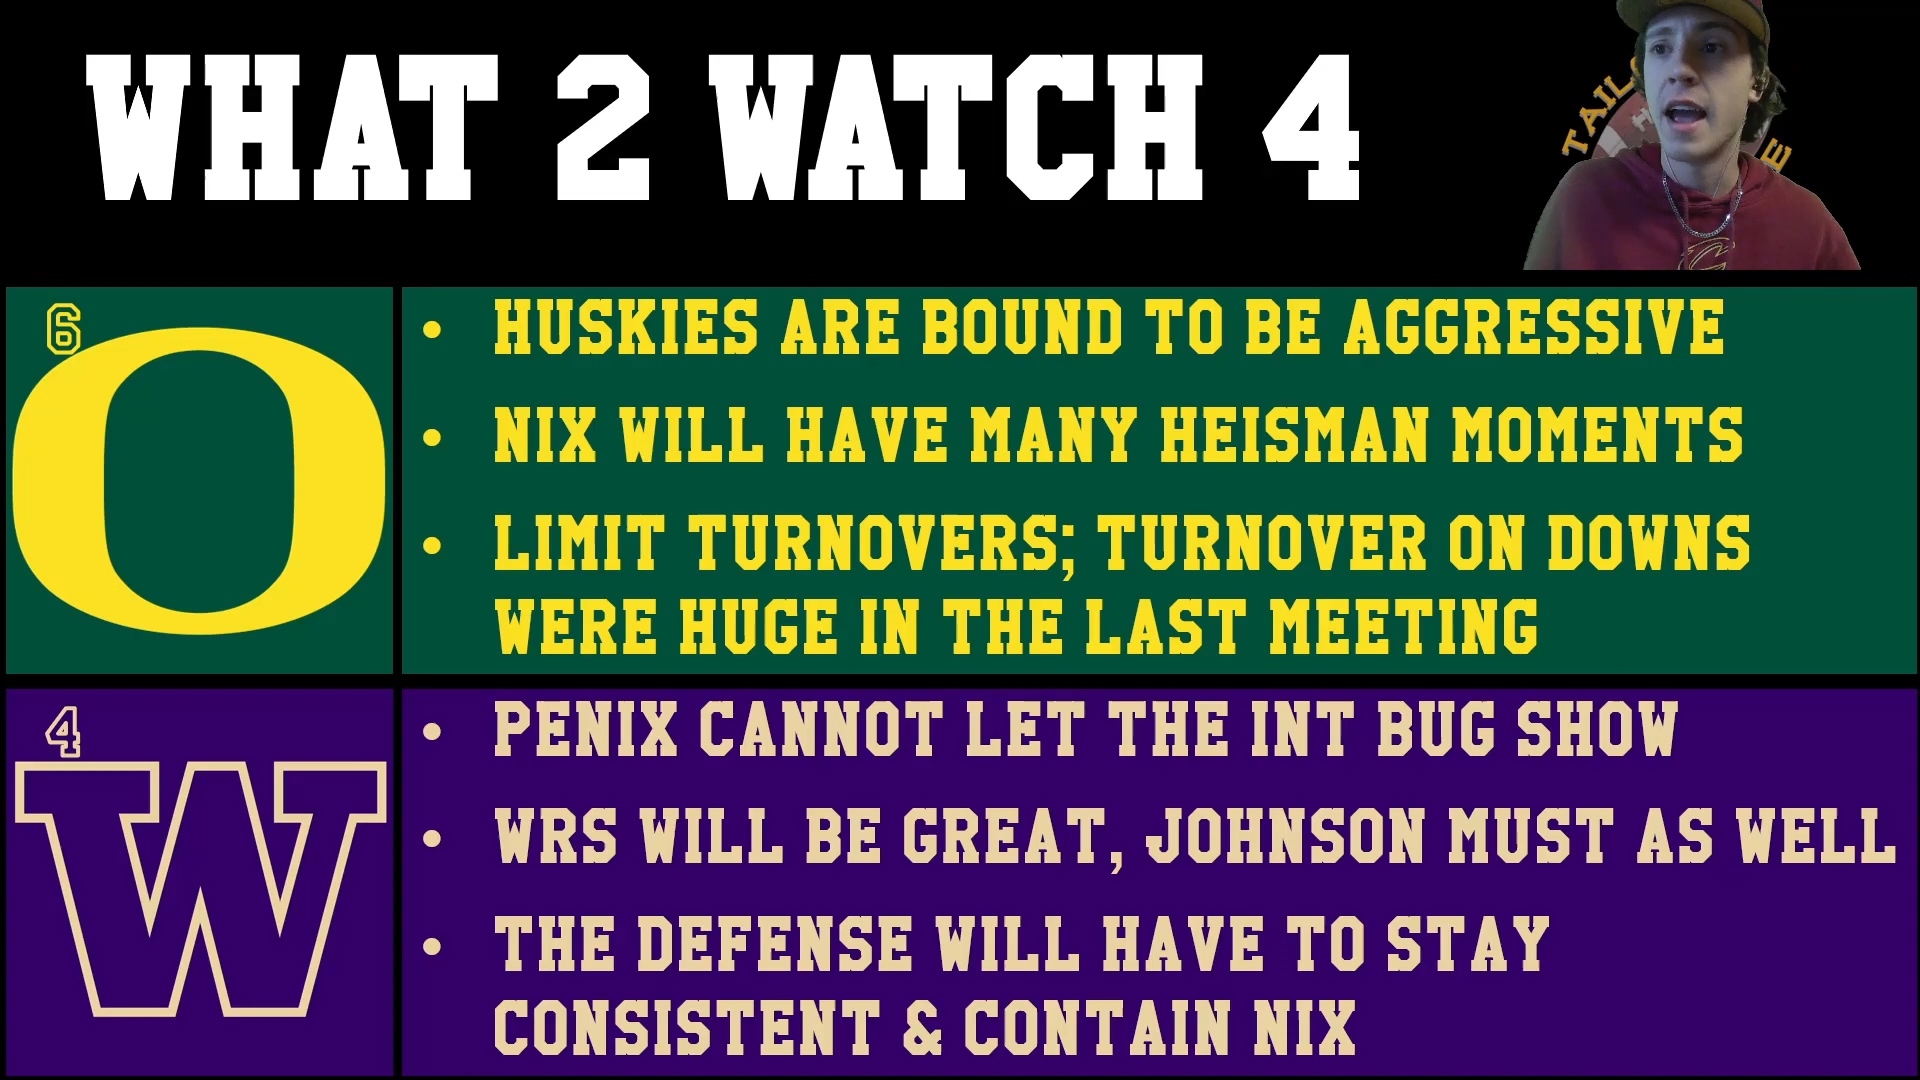 WHAT 2 WATCH 4
TAILG
E
6
O
• HUSKIES ARE BOUND TO BE AGGRESSIVE
• NIX WILL HAVE MANY HEISMAN MOMENTS
• LIMIT TURNOVERS; TURNOVER ON DOWNS
WERE HUGE IN THE LAST MEETING
4
W
• PENIX CANNOT LET THE INT BUG SHOW
• WRS WILL BE GREAT, JOHNSON MUST AS WELL
• THE DEFENSE WILL HAVE TO STAY
CONSISTENT & CONTAIN NIX